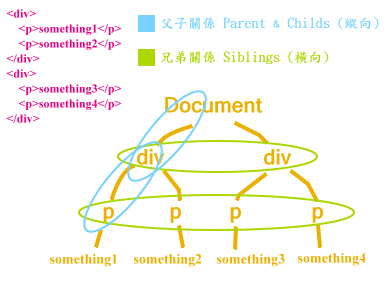 <div>
<p>something1</p>
<p>something2</p>
</div>
<div>
<p>something3</p>
<p>something4</p>
</div>
父子關係 Parent & Childs (縱向)
兄弟關係 Siblings (橫向)
Document
div div
p p p p
something1 something2 something3 something4